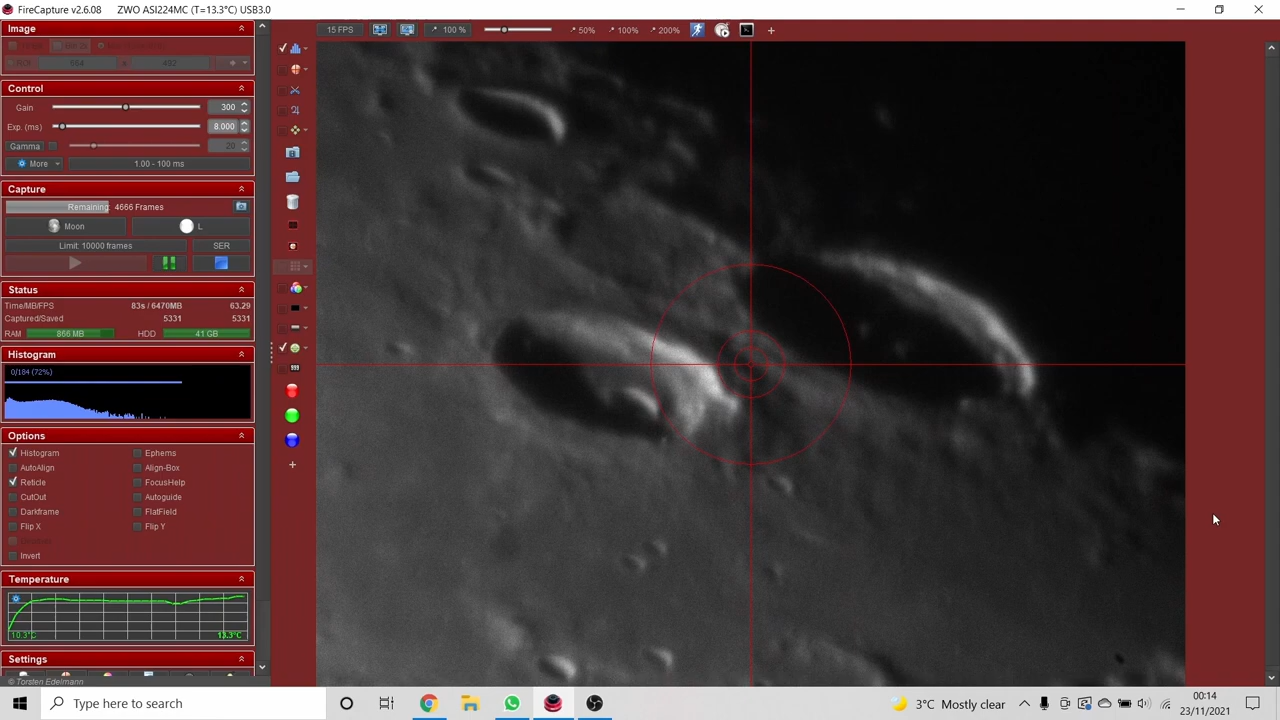 FireCapture v2.6.08 ZWO ASI224MC (T=13.3°C) USB3.0
15 FPS 100 % 50% 100% 200%
Image
664 x 492
Control
Gain 300
Exp. (ms) 8.000
Gamma 20
More 1.00 - 100 ms
Capture
Remaining: 4666 Frames
Moon L
Limit: 10000 frames SER
Status
Time/MB/FPS 83s / 6470MB 63.29
Captured/Saved 5331 5331
RAM 866 MB HDD 41 GB
Histogram
0/184 (72%)
Options
Histogram Ephems
AutoAlign Align-Box
Reticle FocusHelp
CutOut Autoguide
Darkframe FlatField
Flip X Flip Y
Invert
Temperature
10.3°C 13.3°C
Settings
© Torsten Edelmann
Type here to search
3°C Mostly clear
00:14
23/11/2021